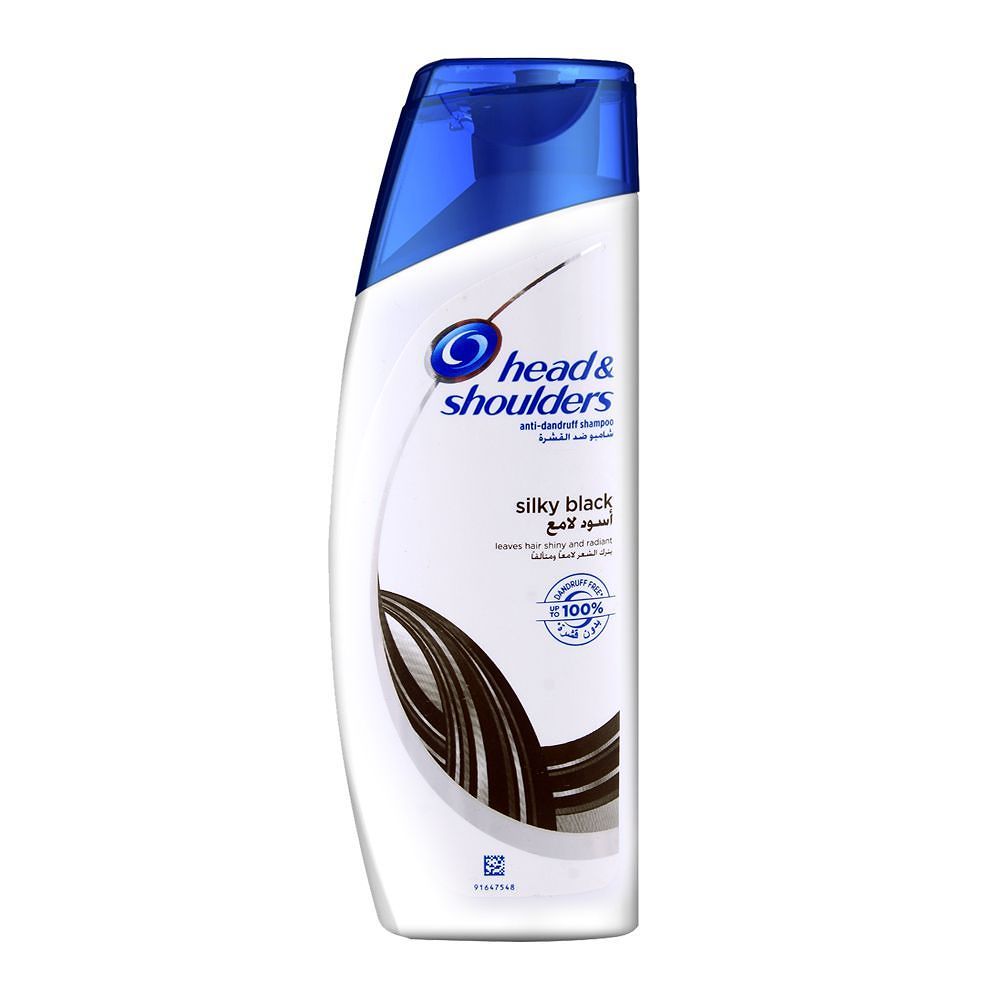 head &
shoulders
anti-dandruff shampoo
شامبو ضد القشرة
silky black
أسود لامع
leaves hair shiny and radiant
يترك الشعر لامعاً ومتألقاً
DANDRUFF FREE*
UP TO 100%
بدون قشرة*
91647548